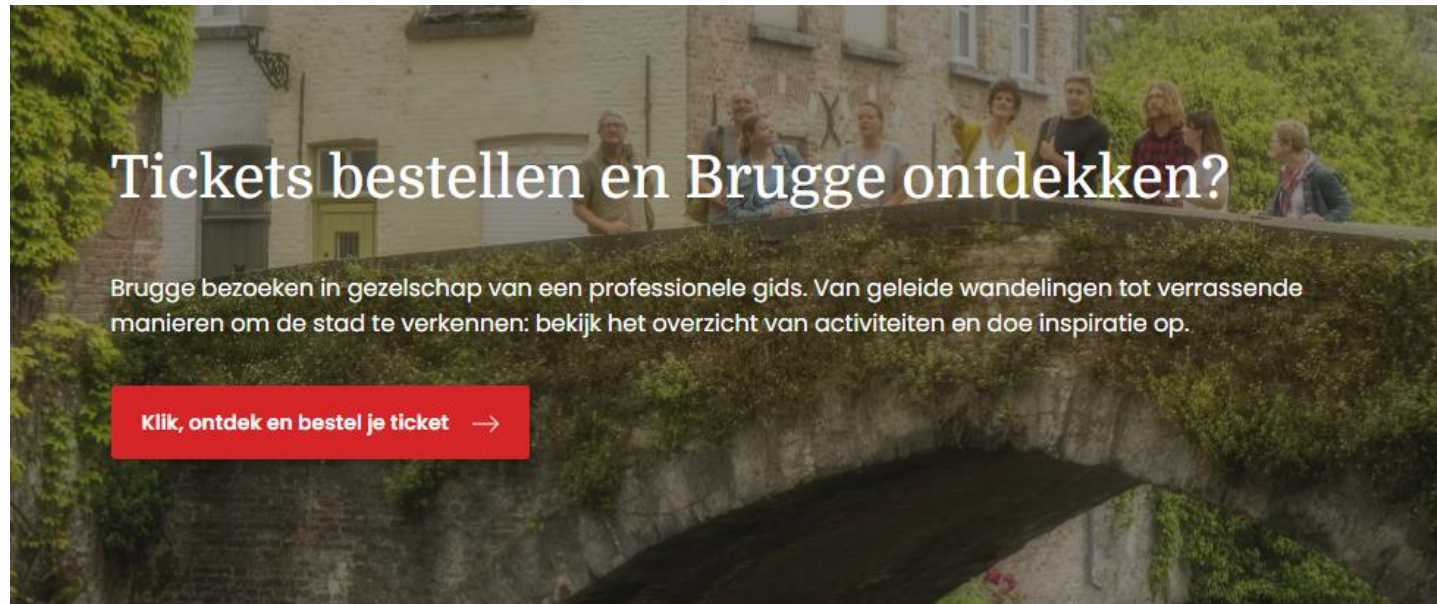 Tickets bestellen en Brugge ontdekken?
Brugge bezoeken in gezelschap van een professionele gids. Van geleide wandelingen tot verrassende
manieren om de stad te verkennen: bekijk het overzicht van activiteiten en doe inspiratie op.
Klik, ontdek en bestel je ticket